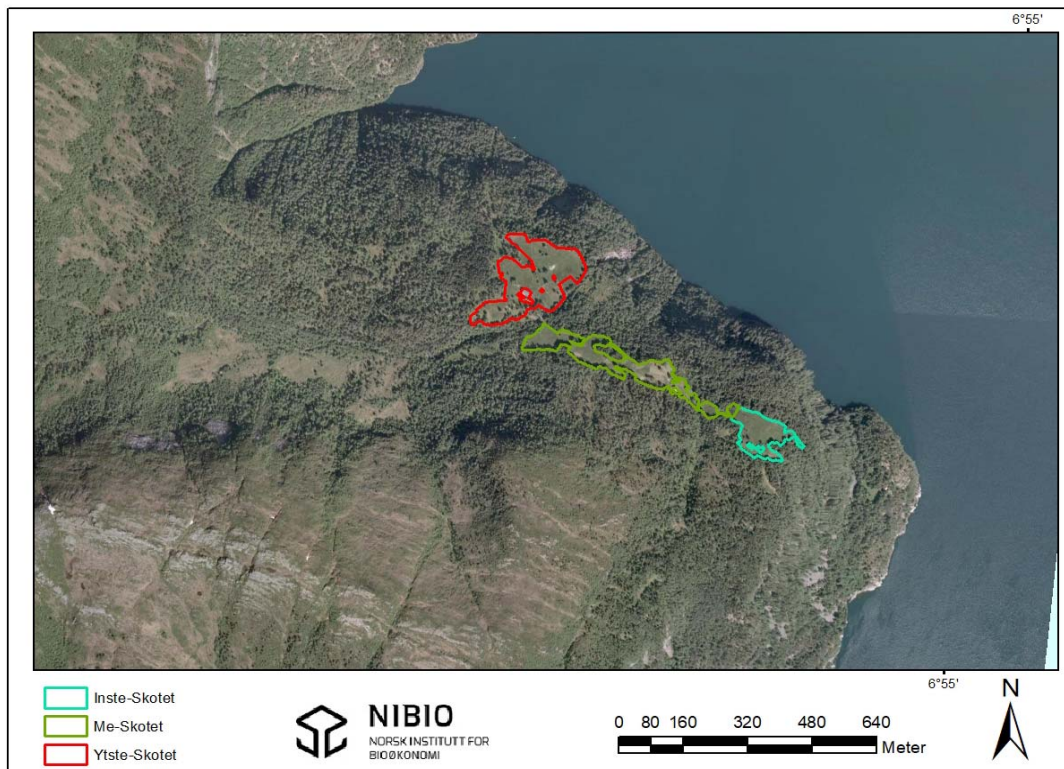 6°55'
6°55'
Inste-Skotet
Me-Skotet
Ytste-Skotet
NIBIO
NORSK INSTITUTT FOR
BIOØKONOMI
0 80 160 320 480 640
Meter
N